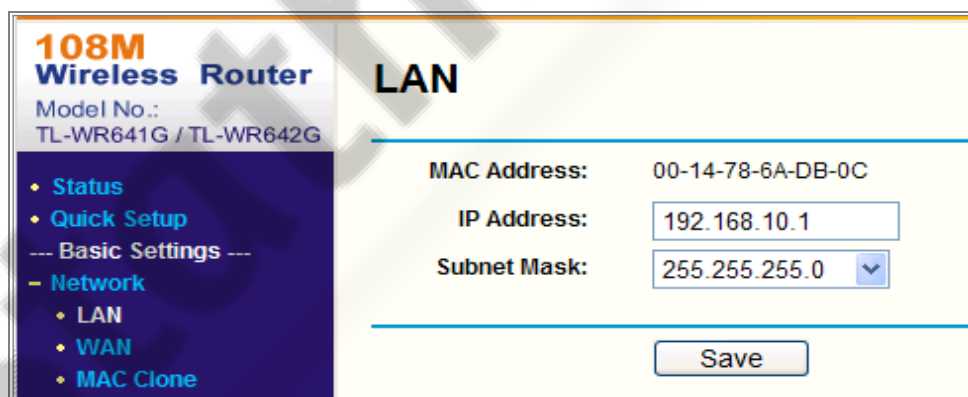 108M
Wireless Router
Model No.:
TL-WR641G / TL-WR642G
• Status
• Quick Setup
--- Basic Settings ---
– Network
• LAN
• WAN
• MAC Clone
LAN
MAC Address: 00-14-78-6A-DB-0C
IP Address: 192.168.10.1
Subnet Mask: 255.255.255.0
Save